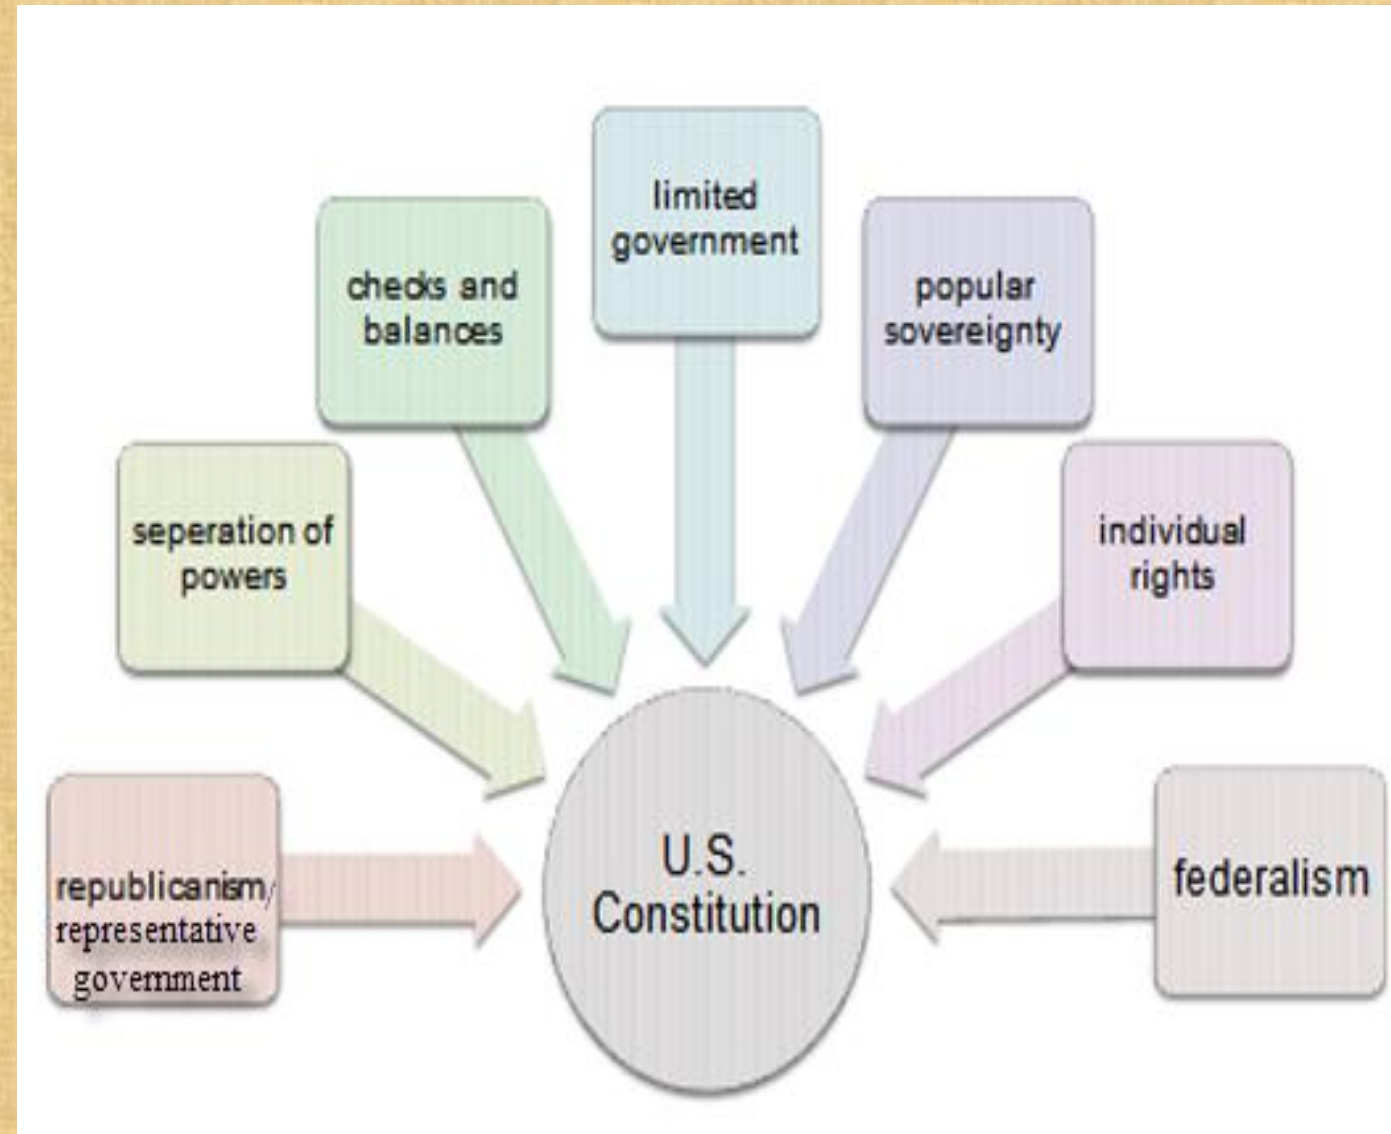 limited
government
checks and
balances
popular
sovereignty
seperation of
powers
individual
rights
republicanism/
representative
government
U.S.
Constitution
federalism